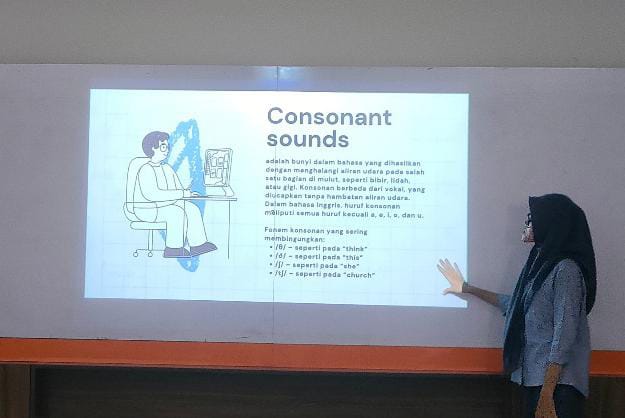 Consonant
sounds
adalah bunyi dalam bahasa yang dihasilkan
dengan menghalangi aliran udara pada salah
satu bagian di mulut, seperti bibir, lidah,
atau gigi. Konsonan berbeda dari vokal, yang
diucapkan tanpa hambatan aliran udara.
Dalam bahasa Inggris, huruf konsonan
meliputi semua huruf kecuali a, e, i, o, dan u.
Fonem konsonan yang sering
membingungkan:
• /θ/ – seperti pada "think"
• /ð/ – seperti pada "this"
• /ʃ/ – seperti pada "she"
• /tʃ/ – seperti pada "church"